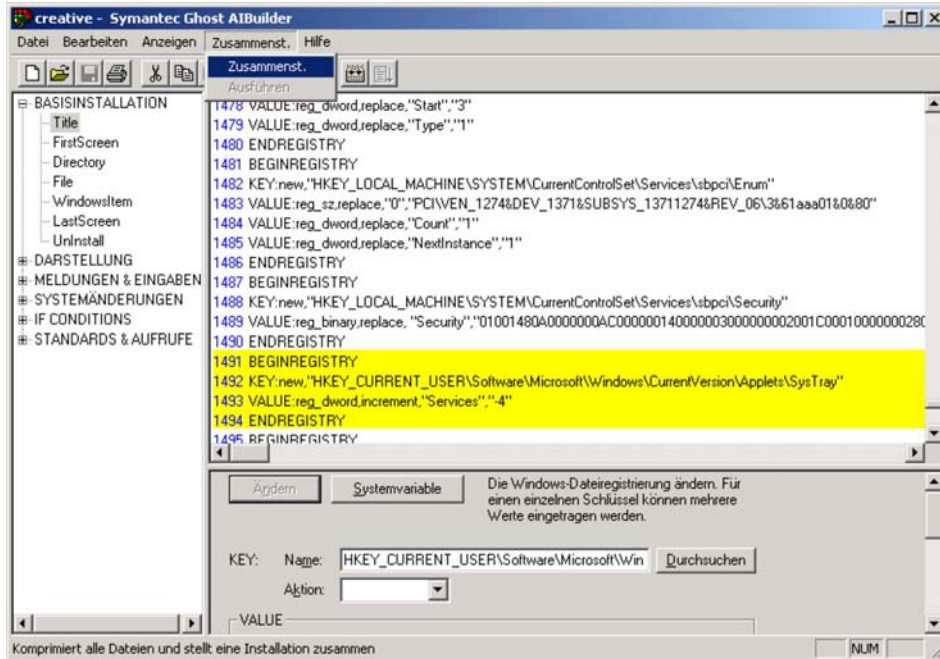 creative - Symantec Ghost AIBuilder
Datei Bearbeiten Anzeigen Zusammenst. Hilfe
Zusammenst.
Ausführen
BASISINSTALLATION
Title
FirstScreen
Directory
File
WindowsItem
LastScreen
UnInstall
DARSTELLUNG
MELDUNGEN & EINGABEN
SYSTEMÄNDERUNGEN
IF CONDITIONS
STANDARDS & AUFRUFE
1478 VALUE:reg_dword,replace,"Start","3"
1479 VALUE:reg_dword,replace,"Type","1"
1480 ENDREGISTRY
1481 BEGINREGISTRY
1482 KEY:new,"HKEY_LOCAL_MACHINE\SYSTEM\CurrentControlSet\Services\sbpci\Enum"
1483 VALUE:reg_sz,replace,"0","PCI\VEN_1274&DEV_1371&SUBSYS_13711274&REV_06\3&61aaa01&0&80"
1484 VALUE:reg_dword,replace,"Count","1"
1485 VALUE:reg_dword,replace,"NextInstance","1"
1486 ENDREGISTRY
1487 BEGINREGISTRY
1488 KEY:new,"HKEY_LOCAL_MACHINE\SYSTEM\CurrentControlSet\Services\sbpci\Security"
1489 VALUE:reg_binary,replace, "Security","01001480A0000000AC000000140000003000000002001C000100000000280
1490 ENDREGISTRY
1491 BEGINREGISTRY
1492 KEY:new,"HKEY_CURRENT_USER\Software\Microsoft\Windows\CurrentVersion\Applets\SysTray"
1493 VALUE:reg_dword,increment,"Services","-4"
1494 ENDREGISTRY
1495 BEGINREGISTRY
Ändern
Systemvariable
Die Windows-Dateiregistrierung ändern. Für
einen einzelnen Schlüssel können mehrere
Werte eingetragen werden.
KEY: Name: HKEY_CURRENT_USER\Software\Microsoft\Win Durchsuchen
Aktion:
VALUE
Komprimiert alle Dateien und stellt eine Installation zusammen
NUM